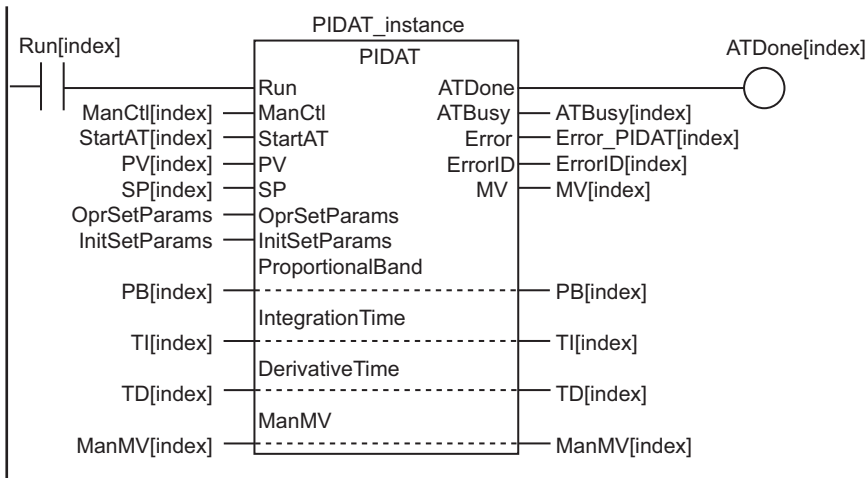 PIDAT_instance
Run[index] PIDAT ATDone[index]
Run ATDone
ManCtl[index] ManCtl ATBusy ATBusy[index]
StartAT[index] StartAT Error Error_PIDAT[index]
PV[index] PV ErrorID ErrorID[index]
SP[index] SP MV MV[index]
OprSetParams OprSetParams
InitSetParams InitSetParams
ProportionalBand
PB[index] PB[index]
IntegrationTime
TI[index] TI[index]
DerivativeTime
TD[index] TD[index]
ManMV
ManMV[index] ManMV[index]